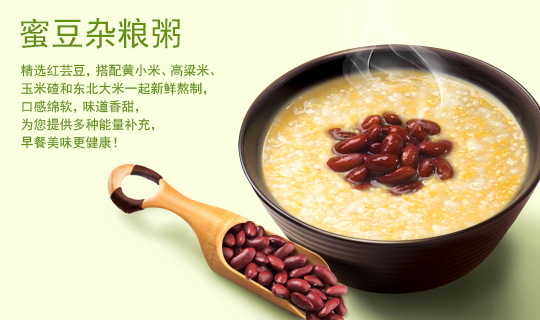 蜜豆杂粮粥
精选红芸豆，搭配黄小米、高粱米、
玉米碴和东北大米一起新鲜熬制，
口感绵软，味道香甜，
为您提供多种能量补充，
早餐美味更健康！